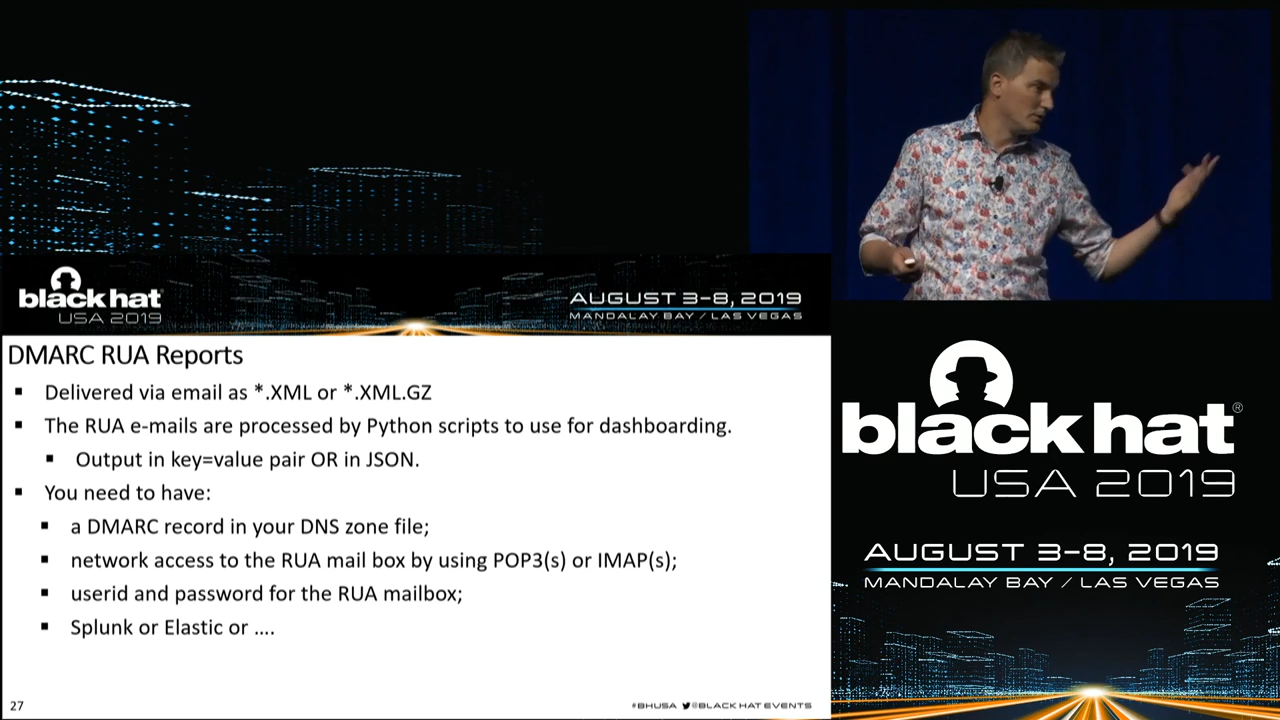 black hat
USA 2019
AUGUST 3-8, 2019
MANDALAY BAY / LAS VEGAS
DMARC RUA Reports
▪ Delivered via email as *.XML or *.XML.GZ
▪ The RUA e-mails are processed by Python scripts to use for dashboarding.
▪ Output in key=value pair OR in JSON.
▪ You need to have:
▪ a DMARC record in your DNS zone file;
▪ network access to the RUA mail box by using POP3(s) or IMAP(s);
▪ userid and password for the RUA mailbox;
▪ Splunk or Elastic or ....
27
#BHUSA @BLACK HAT EVENTS
black hat®
USA 2019
AUGUST 3-8, 2019
MANDALAY BAY / LAS VEGAS